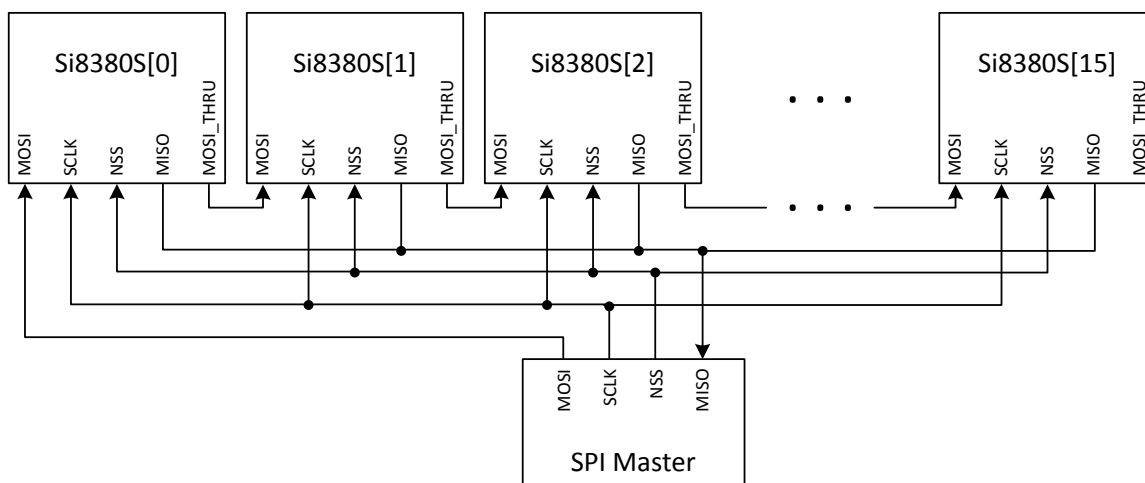 Si8380S[0]
MOSI
SCLK
NSS
MISO
MOSI_THRU
Si8380S[1]
MOSI
SCLK
NSS
MISO
MOSI_THRU
Si8380S[2]
MOSI
SCLK
NSS
MISO
MOSI_THRU
. . .
. . .
Si8380S[15]
MOSI
SCLK
NSS
MISO
MOSI_THRU
MOSI
SCLK
NSS
MISO
SPI Master